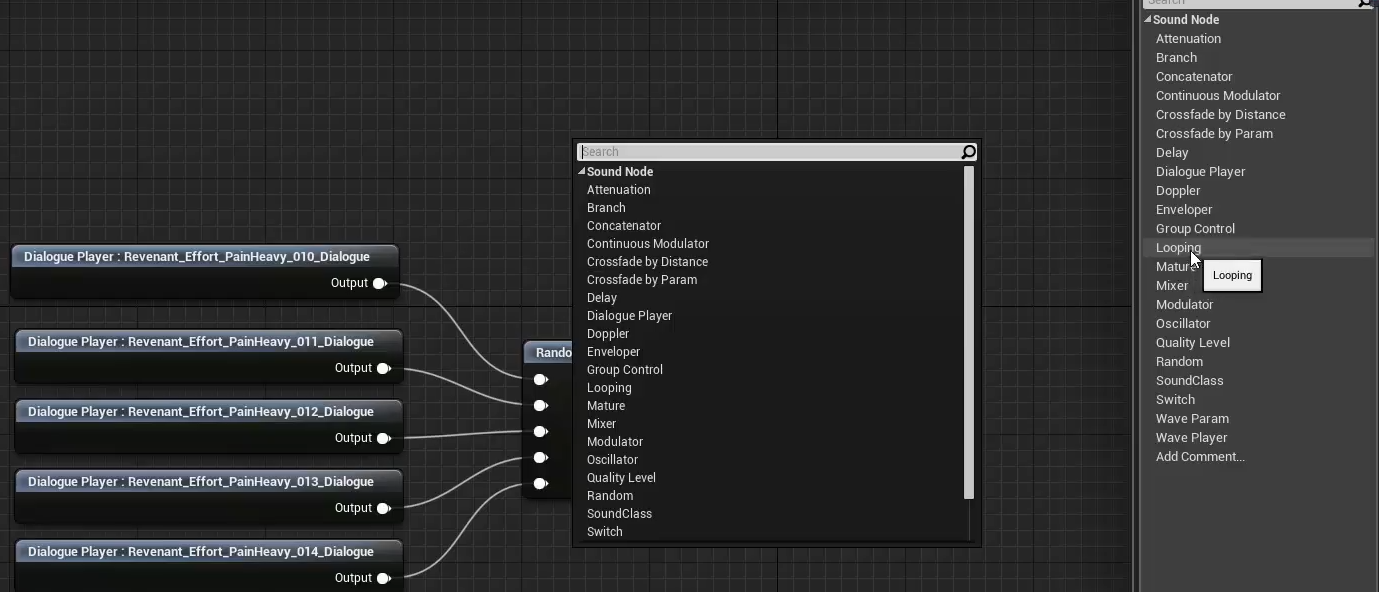 Dialogue Player : Revenant_Effort_PainHeavy_010_Dialogue
Output
Dialogue Player : Revenant_Effort_PainHeavy_011_Dialogue
Output
Dialogue Player : Revenant_Effort_PainHeavy_012_Dialogue
Output
Dialogue Player : Revenant_Effort_PainHeavy_013_Dialogue
Output
Dialogue Player : Revenant_Effort_PainHeavy_014_Dialogue
Output
Rando
Search
Sound Node
Attenuation
Branch
Concatenator
Continuous Modulator
Crossfade by Distance
Crossfade by Param
Delay
Dialogue Player
Doppler
Enveloper
Group Control
Looping
Mature
Mixer
Modulator
Oscillator
Quality Level
Random
SoundClass
Switch
Search
Sound Node
Attenuation
Branch
Concatenator
Continuous Modulator
Crossfade by Distance
Crossfade by Param
Delay
Dialogue Player
Doppler
Enveloper
Group Control
Looping
Mature
Looping
Mixer
Modulator
Oscillator
Quality Level
Random
SoundClass
Switch
Wave Param
Wave Player
Add Comment...